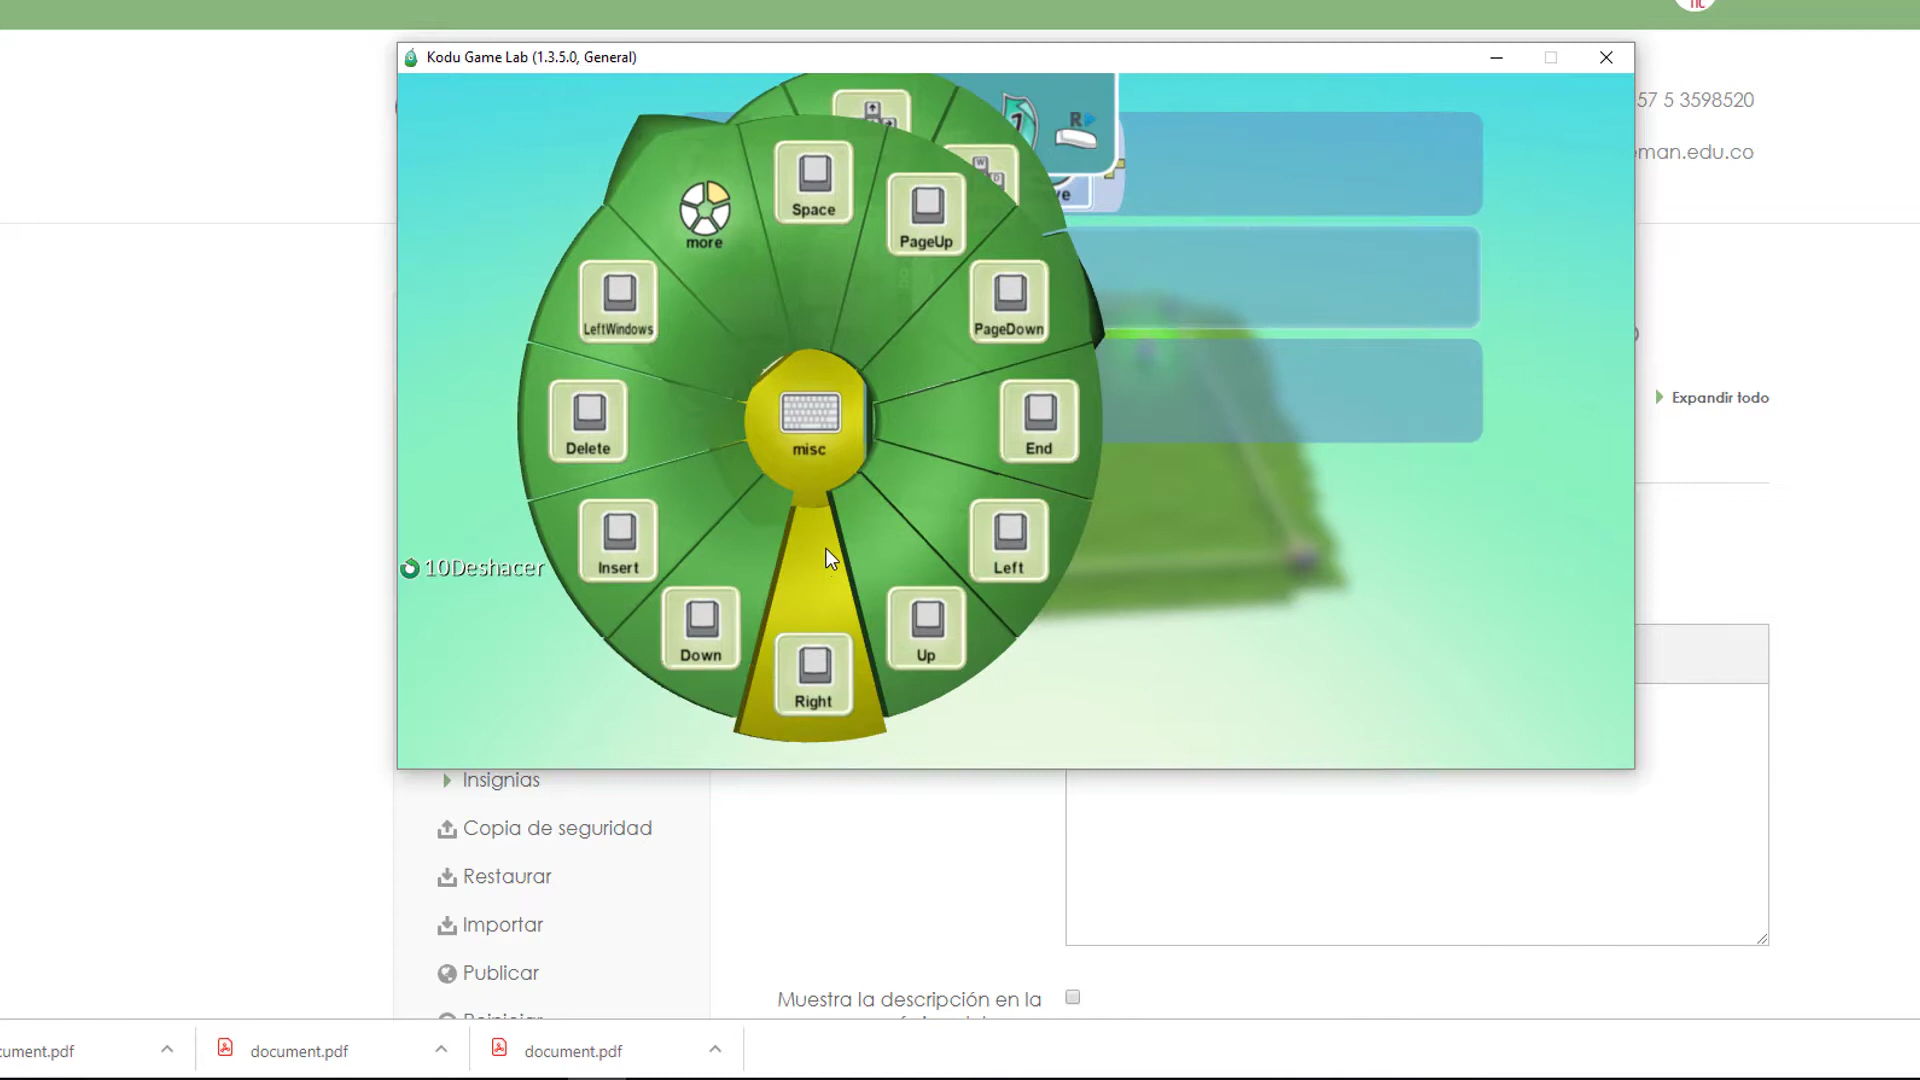 Kodu Game Lab (1.3.5.0, General)
57 5 3598520
man.edu.co
1
R
W
D
Space
PageUp
more
LeftWindows
PageDown
Delete
misc
End
Insert
Left
10Deshacer
Down
Up
Right
Expandir todo
Insignias
Copia de seguridad
Restaurar
Importar
Publicar
Muestra la descripción en la
cument.pdf
document.pdf
document.pdf